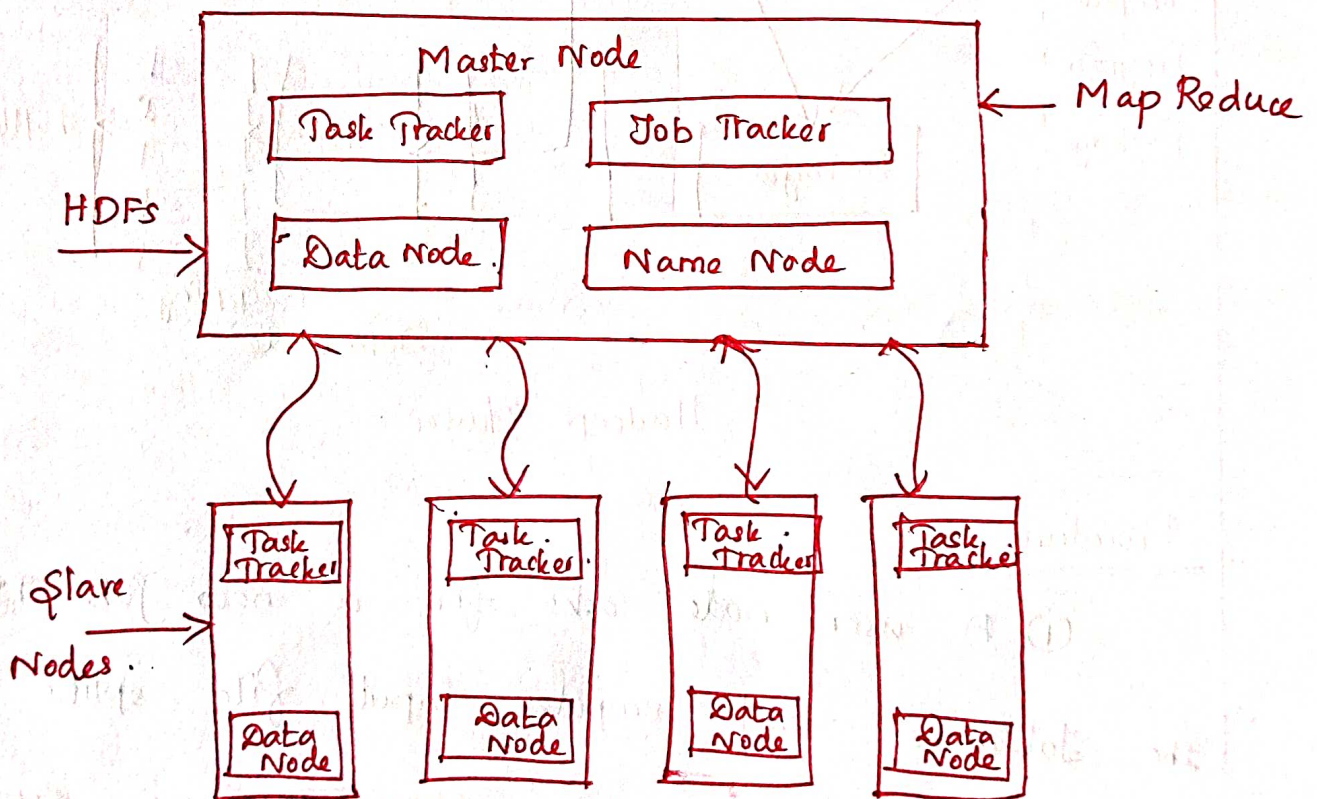 Master Node
Task Tracker
Job Tracker
Map Reduce
HDFs
Data Node.
Name Node
Slave
Nodes.
Task
Tracker
Data
Node
Task.
Tracker.
Data
Node
Task.
Tracker
Data
Node
Task
Tracker
Data
Node